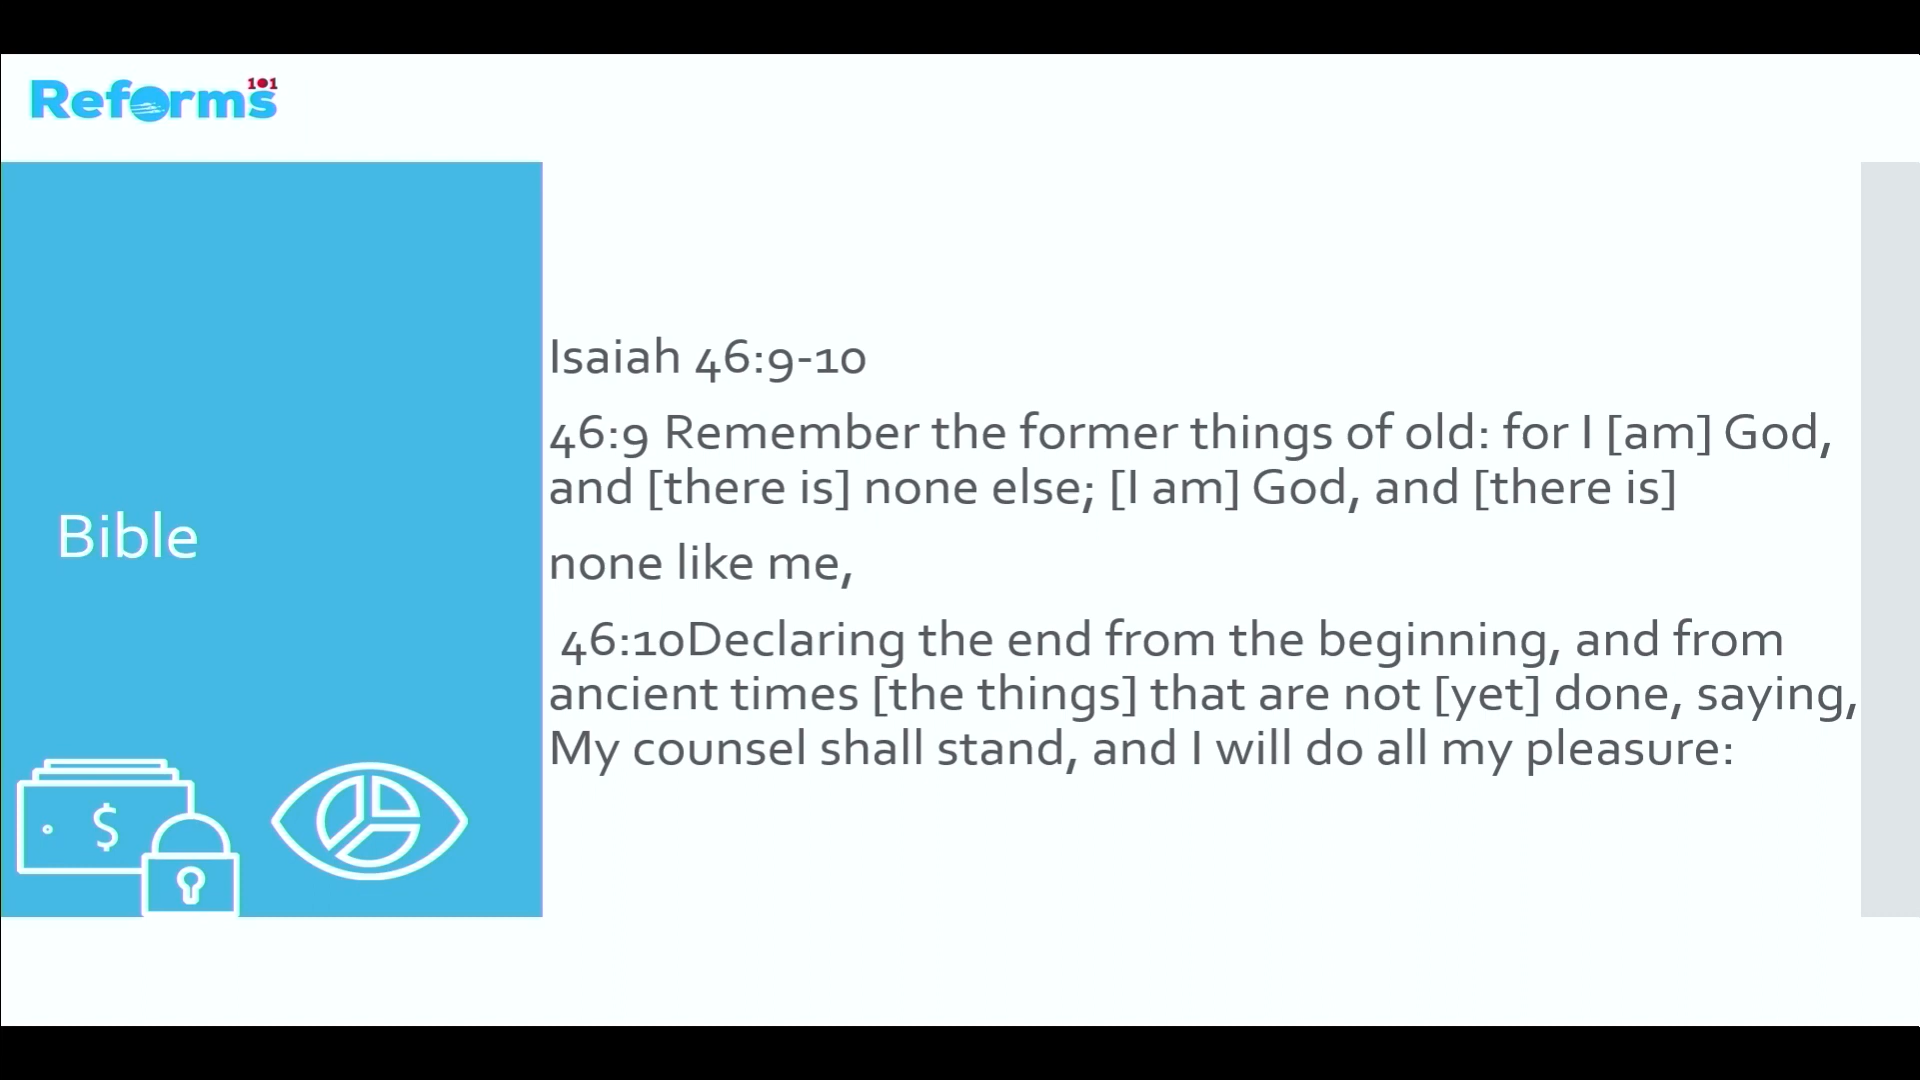 Reforms 101
Bible
Isaiah 46:9-10
46:9 Remember the former things of old: for I [am] God,
and [there is] none else; [I am] God, and [there is]
none like me,
46:10Declaring the end from the beginning, and from
ancient times [the things] that are not [yet] done, saying,
My counsel shall stand, and I will do all my pleasure:
$